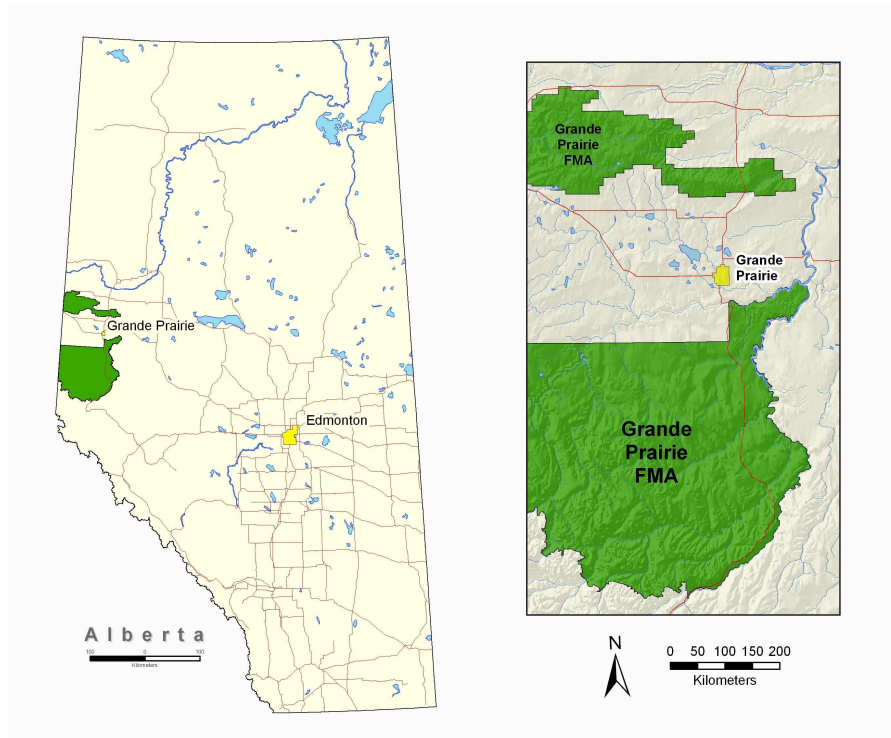 Grande Prairie
Edmonton
Alberta
100 0 100
Kilometers
Grande
Prairie
FMA
Grande
Prairie
Grande
Prairie
FMA
N
0 50 100 150 200
Kilometers